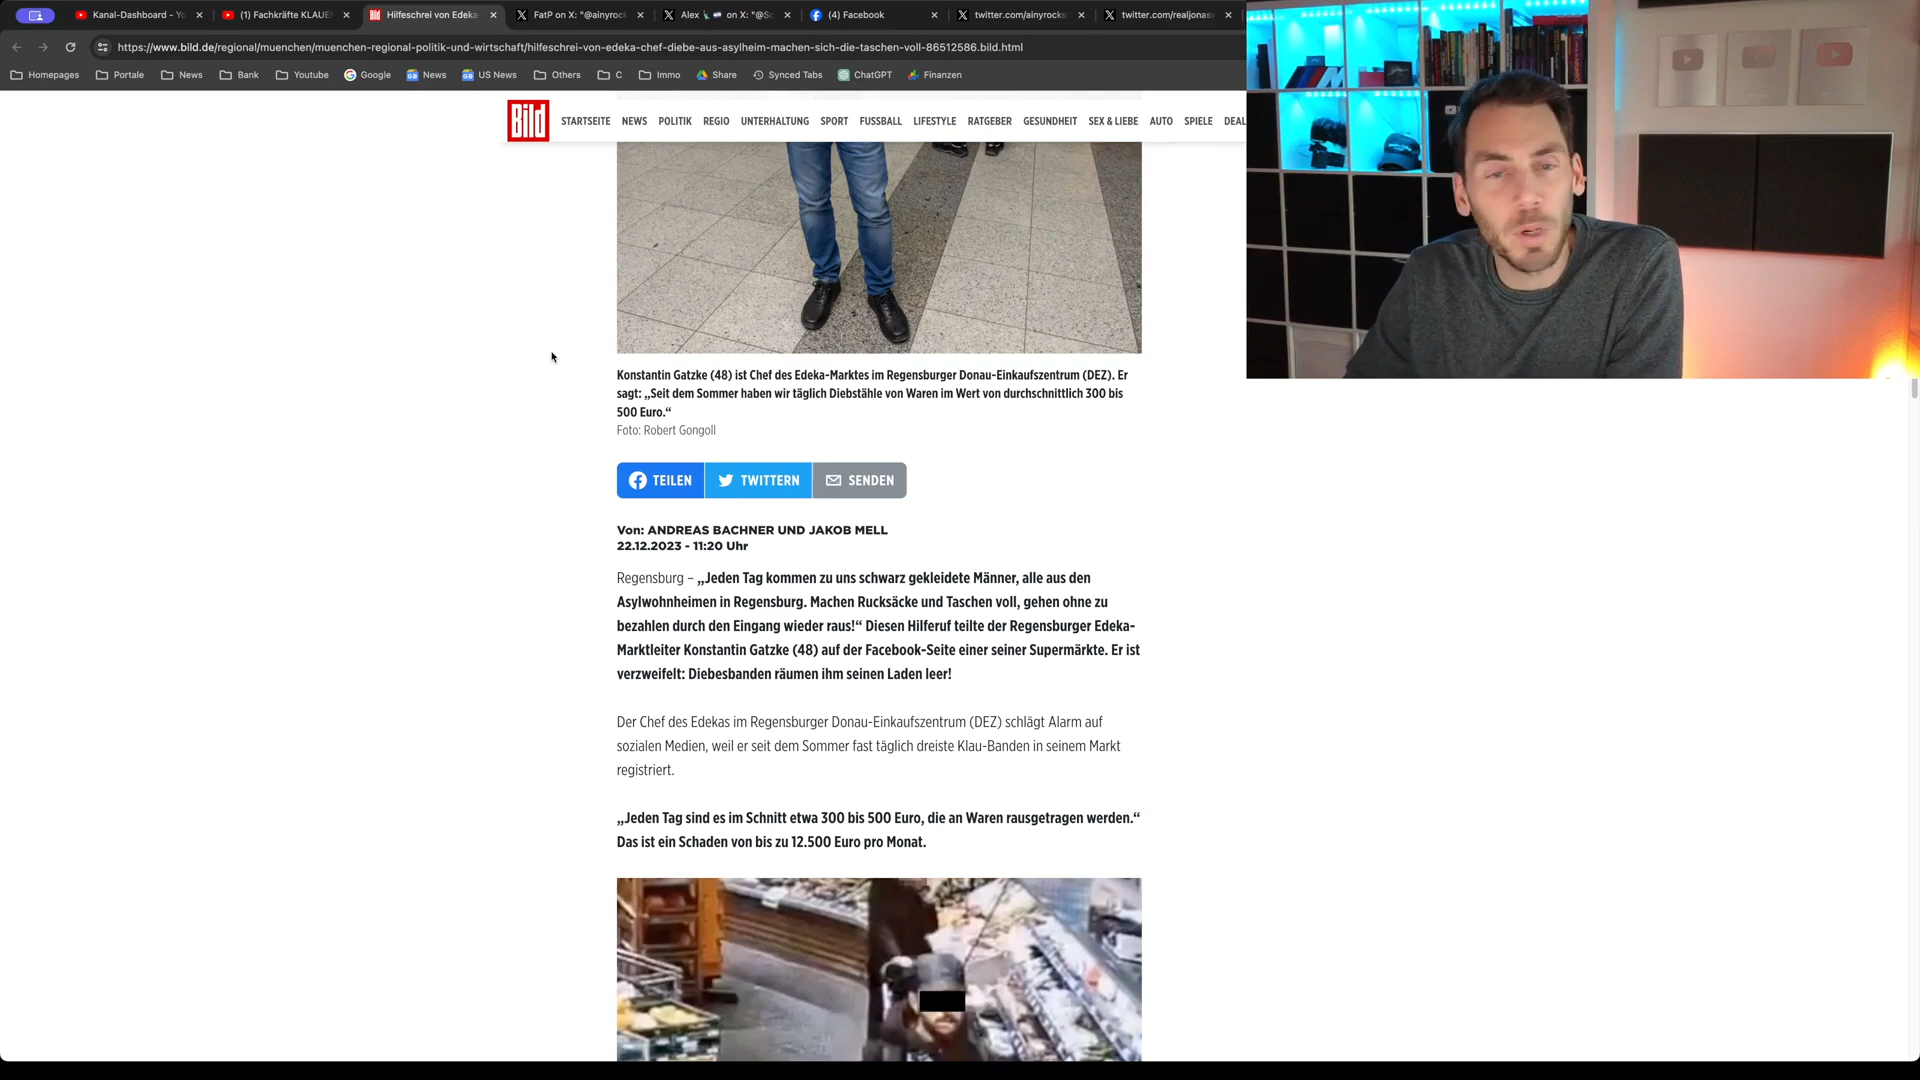 Kanal-Dashboard - Yo
(1) Fachkräfte KLAUE
Hilfeschrei von Edeka-
FatP on X: "@ainyrock
Alex on X: "@Sc
(4) Facebook
twitter.com/ainyrocks
twitter.com/realjonasw
https://www.bild.de/regional/muenchen/muenchen-regional-politik-und-wirtschaft/hilfeschrei-von-edeka-chef-diebe-aus-asylheim-machen-sich-die-taschen-voll-86512586.bild.html
Homepages Portale News Bank Youtube Google News US News Others C Immo Share Synced Tabs ChatGPT Finanzen
Bild STARTSEITE NEWS POLITIK REGIO UNTERHALTUNG SPORT FUSSBALL LIFESTYLE RATGEBER GESUNDHEIT SEX & LIEBE AUTO SPIELE DEAL
Konstantin Gatzke (48) ist Chef des Edeka-Marktes im Regensburger Donau-Einkaufszentrum (DEZ). Er
sagt: „Seit dem Sommer haben wir täglich Diebstähle von Waren im Wert von durchschnittlich 300 bis
500 Euro.“
Foto: Robert Gongoll
TEILEN TWITTERN SENDEN
Von: ANDREAS BACHNER UND JAKOB MELL
22.12.2023 - 11:20 Uhr
Regensburg – „Jeden Tag kommen zu uns schwarz gekleidete Männer, alle aus den
Asylwohnheimen in Regensburg. Machen Rucksäcke und Taschen voll, gehen ohne zu
bezahlen durch den Eingang wieder raus!“ Diesen Hilferuf teilte der Regensburger Edeka-
Marktleiter Konstantin Gatzke (48) auf der Facebook-Seite einer seiner Supermärkte. Er ist
verzweifelt: Diebesbanden räumen ihm seinen Laden leer!
Der Chef des Edekas im Regensburger Donau-Einkaufszentrum (DEZ) schlägt Alarm auf
sozialen Medien, weil er seit dem Sommer fast täglich dreiste Klau-Banden in seinem Markt
registriert.
„Jeden Tag sind es im Schnitt etwa 300 bis 500 Euro, die an Waren rausgetragen werden.“
Das ist ein Schaden von bis zu 12.500 Euro pro Monat.